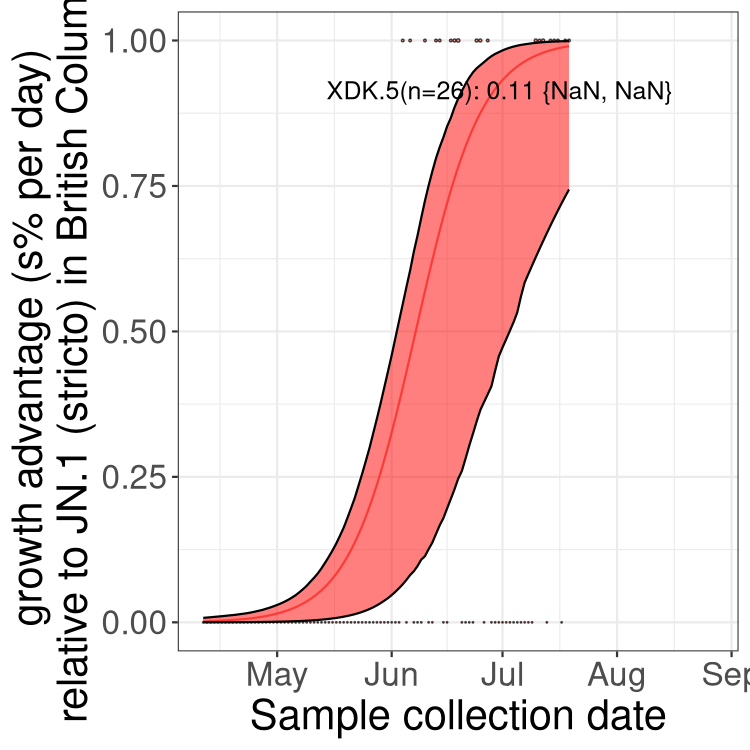 growth advantage (s% per day)
relative to JN.1 (stricto) in British Colum
1.00
0.75
0.50
0.25
0.00
XDK.5(n=26): 0.11 {NaN, NaN}
May Jun Jul Aug Sep
Sample collection date